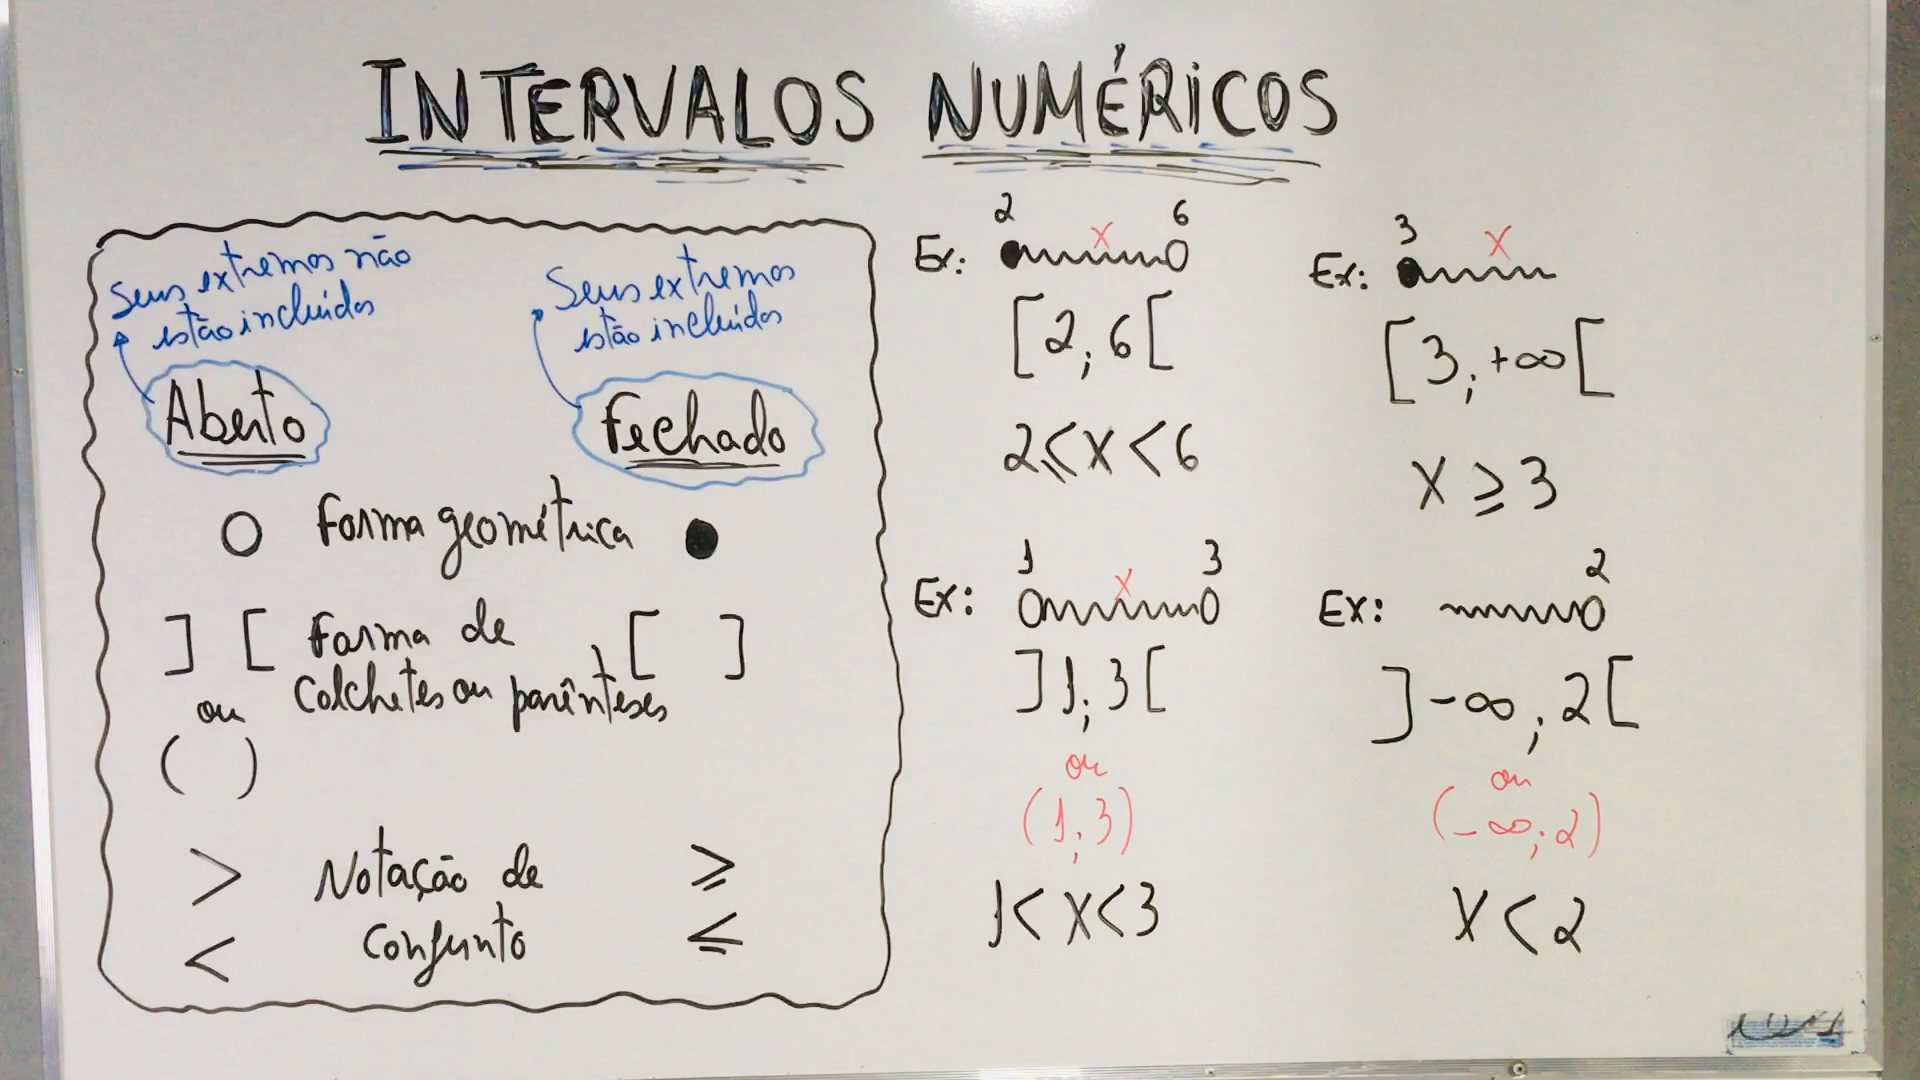 INTERVALOS NUMÉRICOS
Seus extremos não
estão incluídos
Seus extremos
estão incluídos
Aberto
Fechado
Forma geométrica
] [ Forma de [ ]
colchetes ou parênteses
ou
( )
> Notação de ≥
< Conjunto ≤
2 6
Ex: x
[2; 6[
2 ≤ x < 6
1 3
Ex: x
]1; 3[
ou
(1; 3)
1 < x < 3
3 x
Ex:
[3; +∞[
x ≥ 3
2
Ex:
]-∞; 2[
ou
(-∞; 2)
x < 2